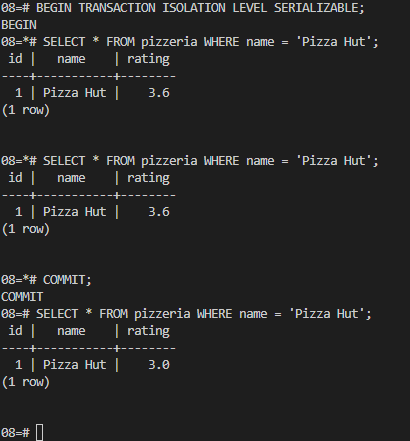 08=# BEGIN TRANSACTION ISOLATION LEVEL SERIALIZABLE;
BEGIN
08=*# SELECT * FROM pizzeria WHERE name = 'Pizza Hut';
 id |   name    | rating
----+-----------+--------
  1 | Pizza Hut |    3.6
(1 row)

08=*# SELECT * FROM pizzeria WHERE name = 'Pizza Hut';
 id |   name    | rating
----+-----------+--------
  1 | Pizza Hut |    3.6
(1 row)

08=*# COMMIT;
COMMIT
08=# SELECT * FROM pizzeria WHERE name = 'Pizza Hut';
 id |   name    | rating
----+-----------+--------
  1 | Pizza Hut |    3.0
(1 row)

08=#